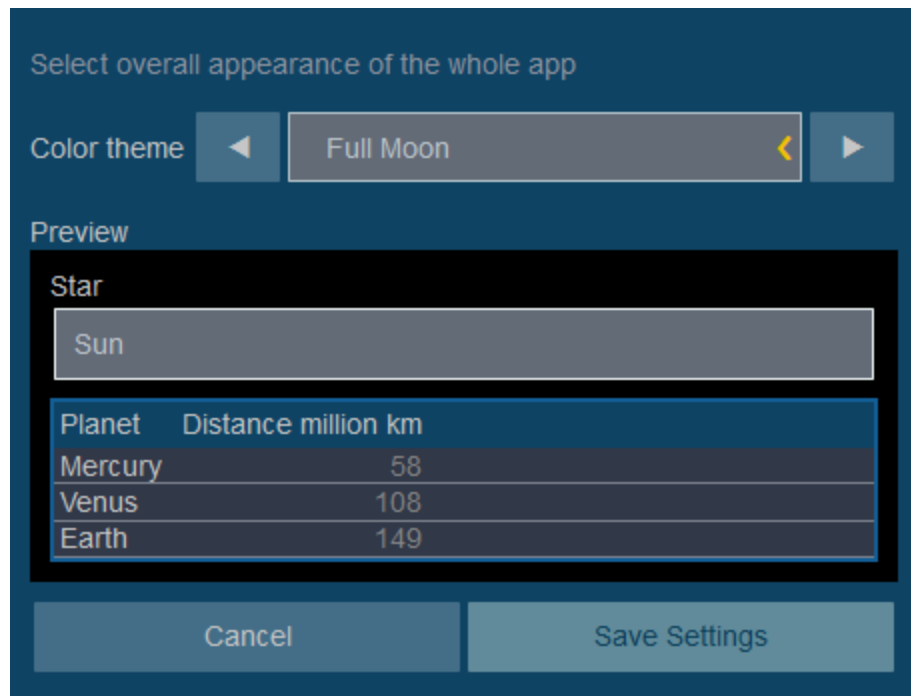 Select overall appearance of the whole app
Color theme Full Moon
Preview
Star
Sun
Planet Distance million km
Mercury 58
Venus 108
Earth 149
Cancel Save Settings